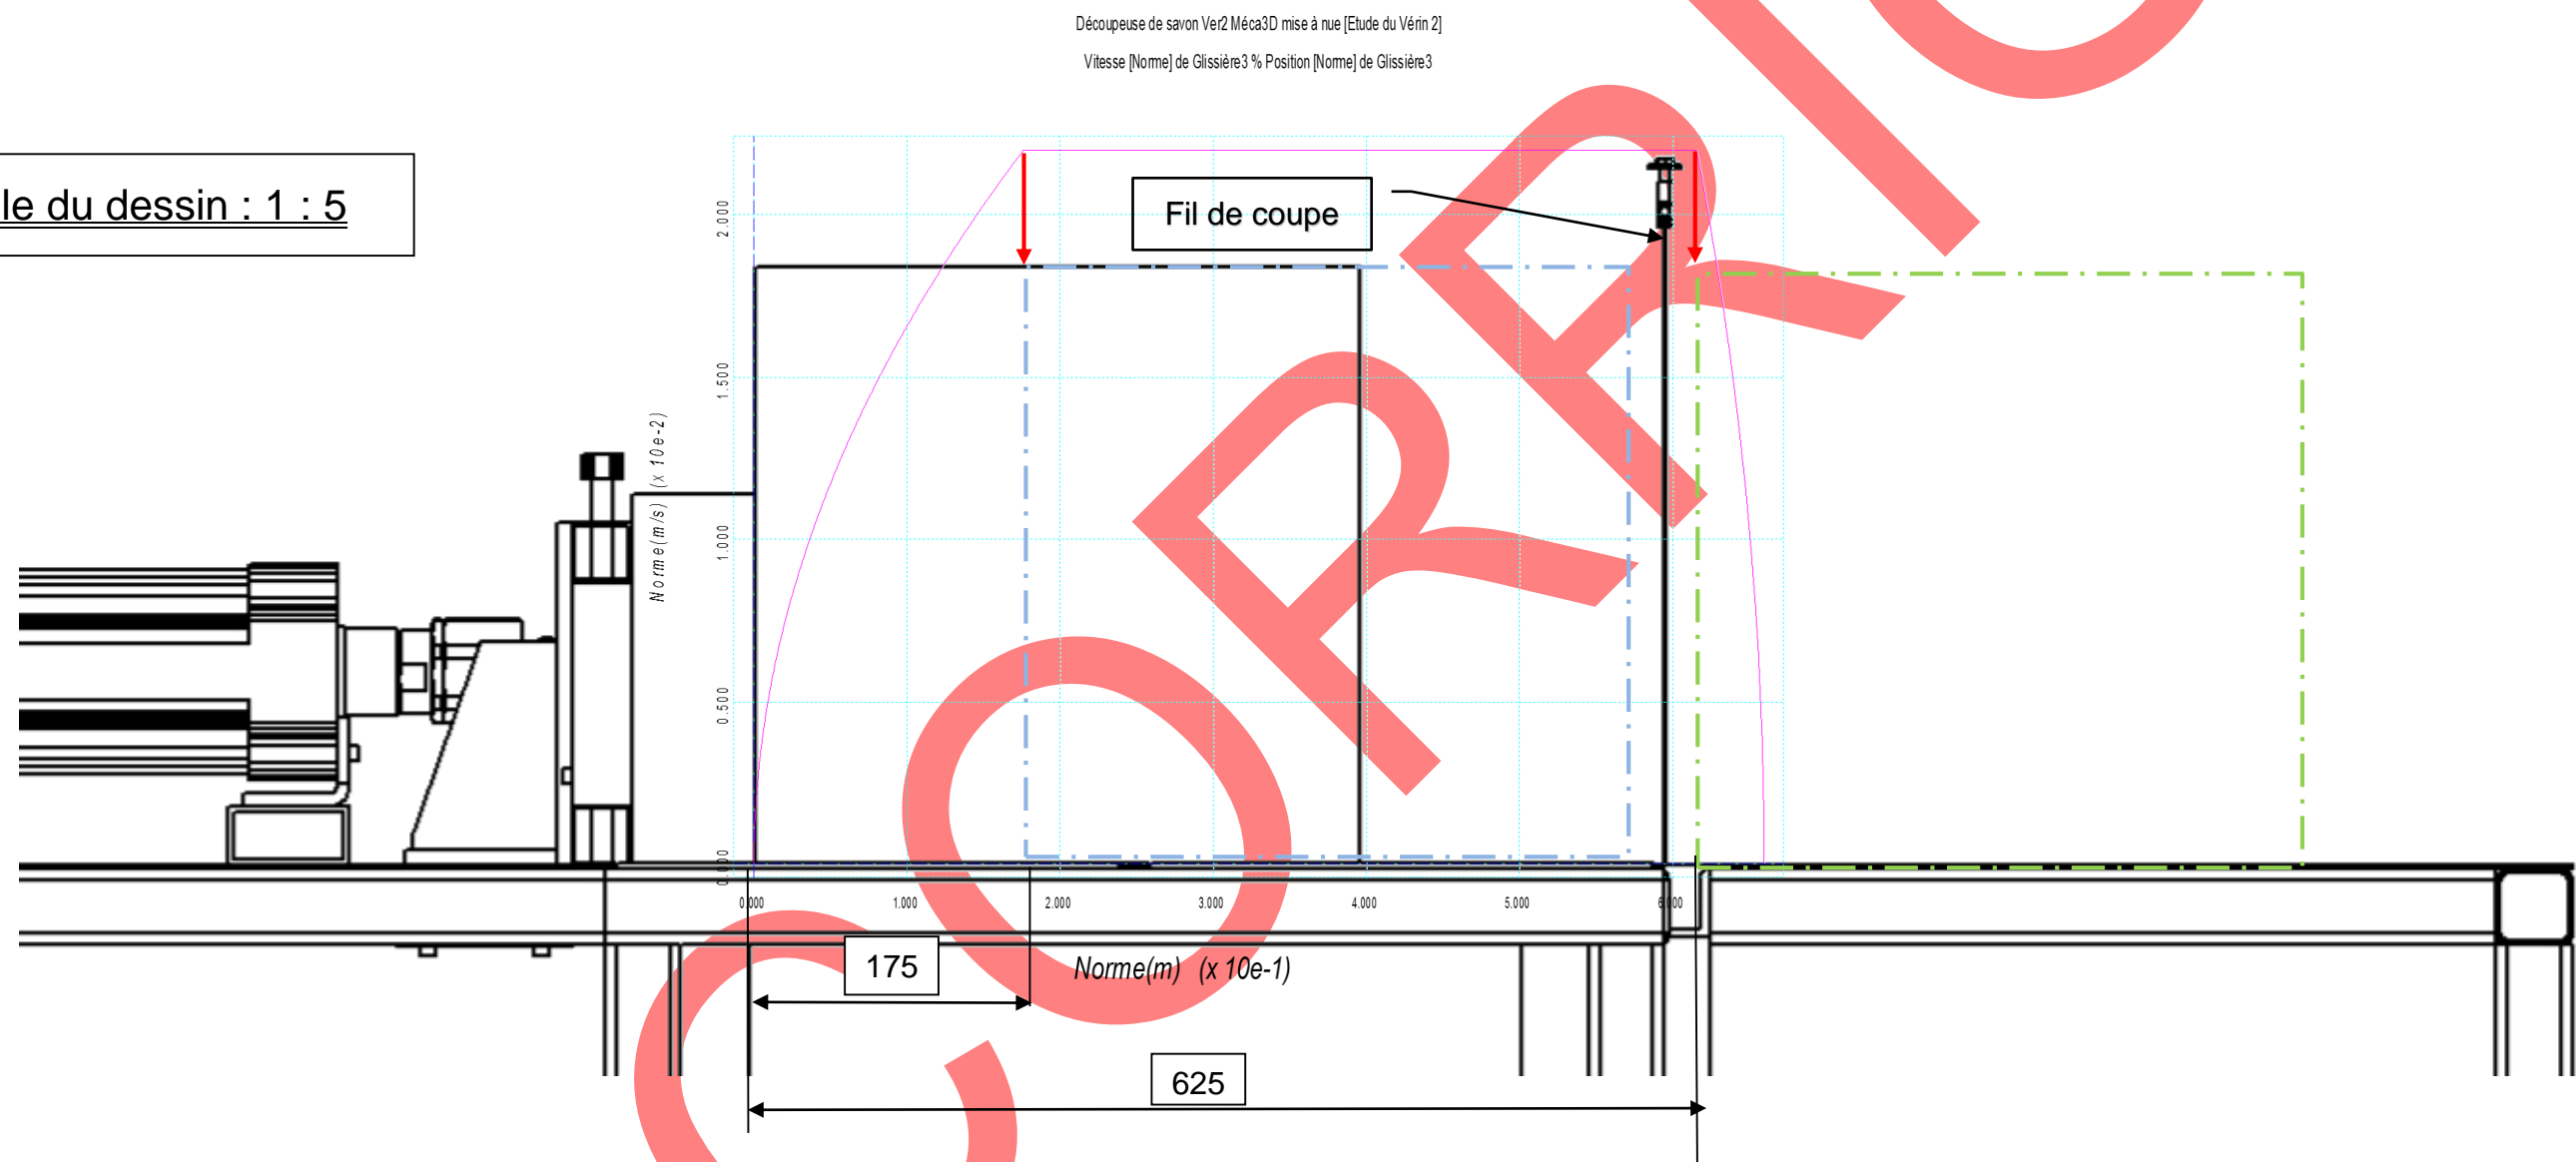 Découpeuse de savon Ver2 Méca3D mise à nue [Etude du Vérin 2]
Vitesse [Norme] de Glissière3 % Position [Norme] de Glissière3
le du dessin : 1 : 5
Fil de coupe
2.000
1.500
1.000
0.500
0.000
Norme(m/s) (x 10e-2)
0.000 1.000 2.000 3.000 4.000 5.000 6.000
Norme(m) (x 10e-1)
175
625
CORRIG